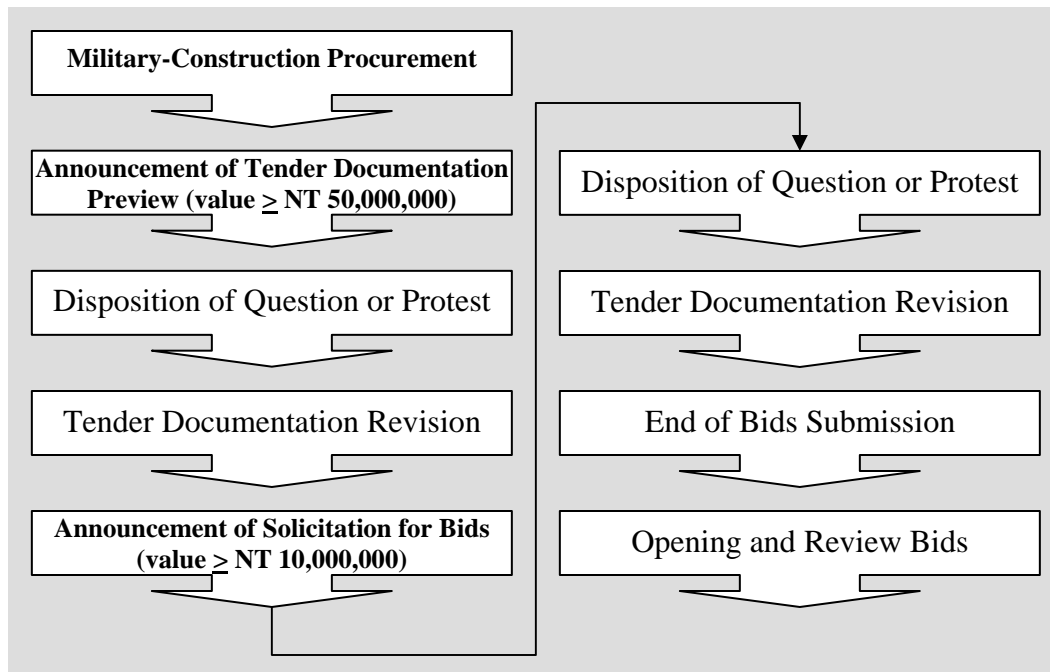 Military-Construction Procurement
Announcement of Tender Documentation
Preview (value ≥ NT 50,000,000)
Disposition of Question or Protest
Tender Documentation Revision
Announcement of Solicitation for Bids
(value ≥ NT 10,000,000)
Disposition of Question or Protest
Tender Documentation Revision
End of Bids Submission
Opening and Review Bids